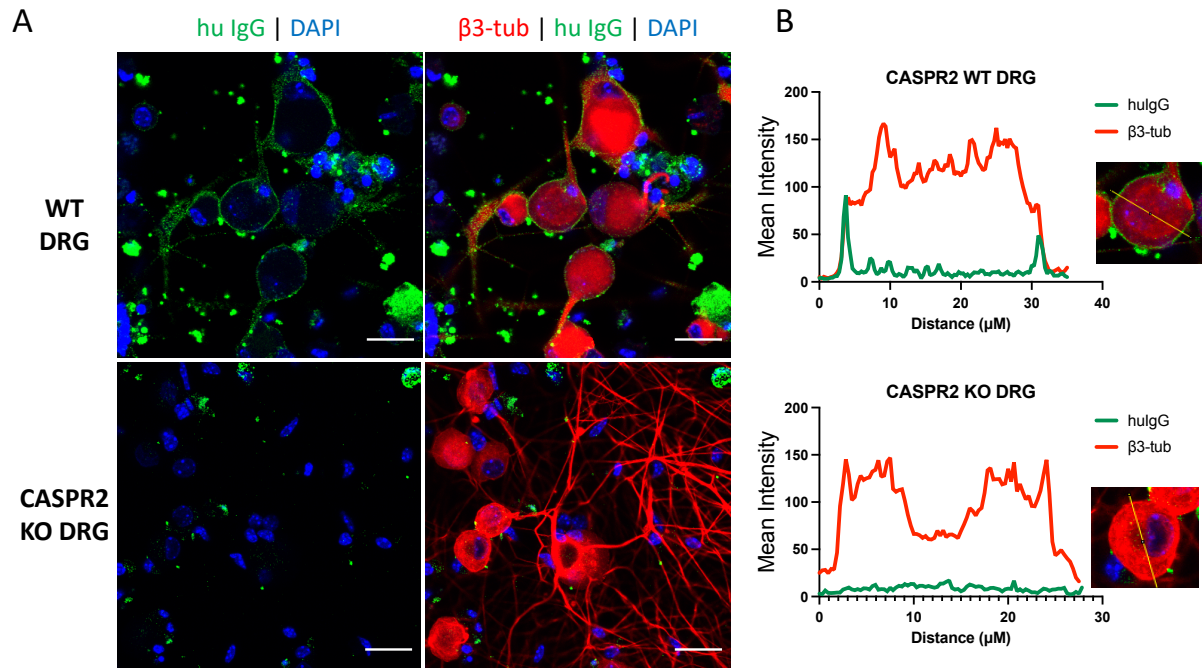 A
hu IgG | DAPI
β3-tub | hu IgG | DAPI
WT
DRG
CASPR2
KO DRG
B
CASPR2 WT DRG
Mean Intensity
200
150
100
50
0
0 10 20 30 40
Distance (µM)
huIgG
β3-tub
CASPR2 KO DRG
Mean Intensity
200
150
100
50
0
0 10 20 30
Distance (µM)
huIgG
β3-tub